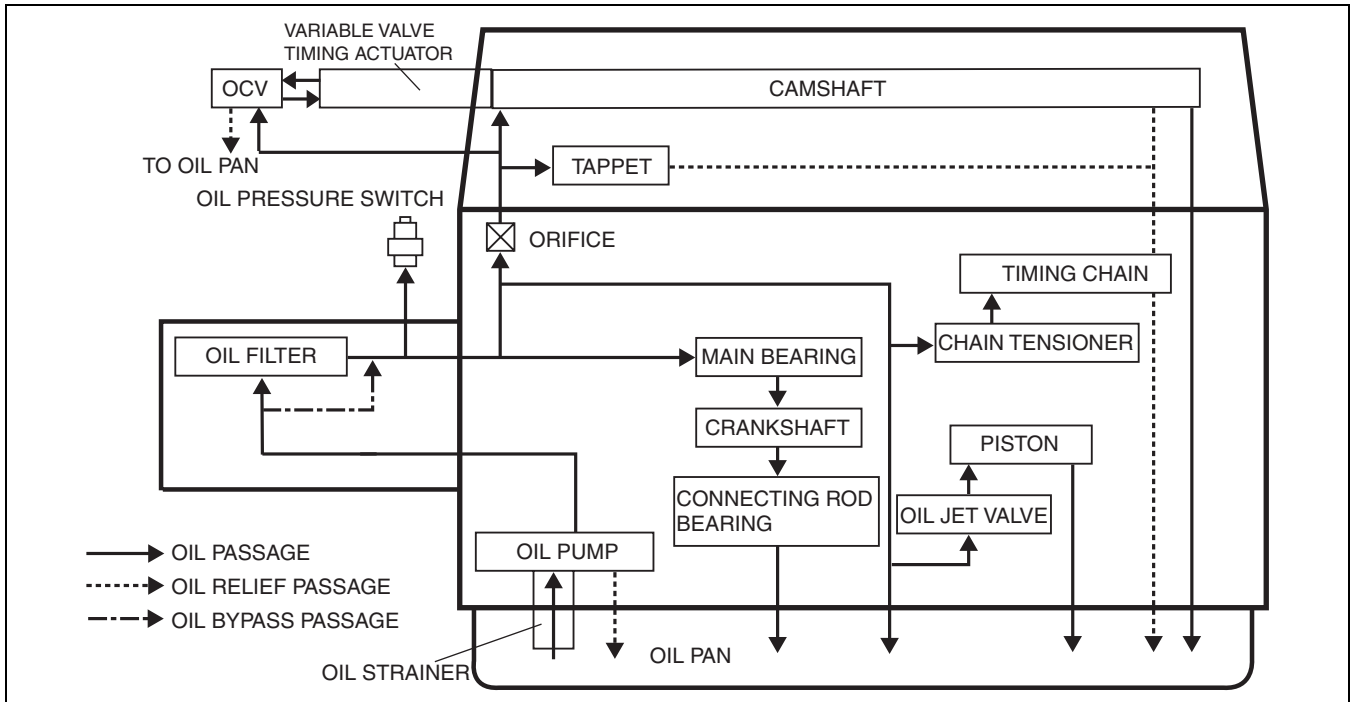 VARIABLE VALVE
TIMING ACTUATOR
OCV
CAMSHAFT
TO OIL PAN
TAPPET
OIL PRESSURE SWITCH
ORIFICE
TIMING CHAIN
OIL FILTER
MAIN BEARING
CHAIN TENSIONER
CRANKSHAFT
PISTON
CONNECTING ROD
BEARING
OIL JET VALVE
OIL PUMP
OIL PASSAGE
OIL RELIEF PASSAGE
OIL BYPASS PASSAGE
OIL STRAINER
OIL PAN